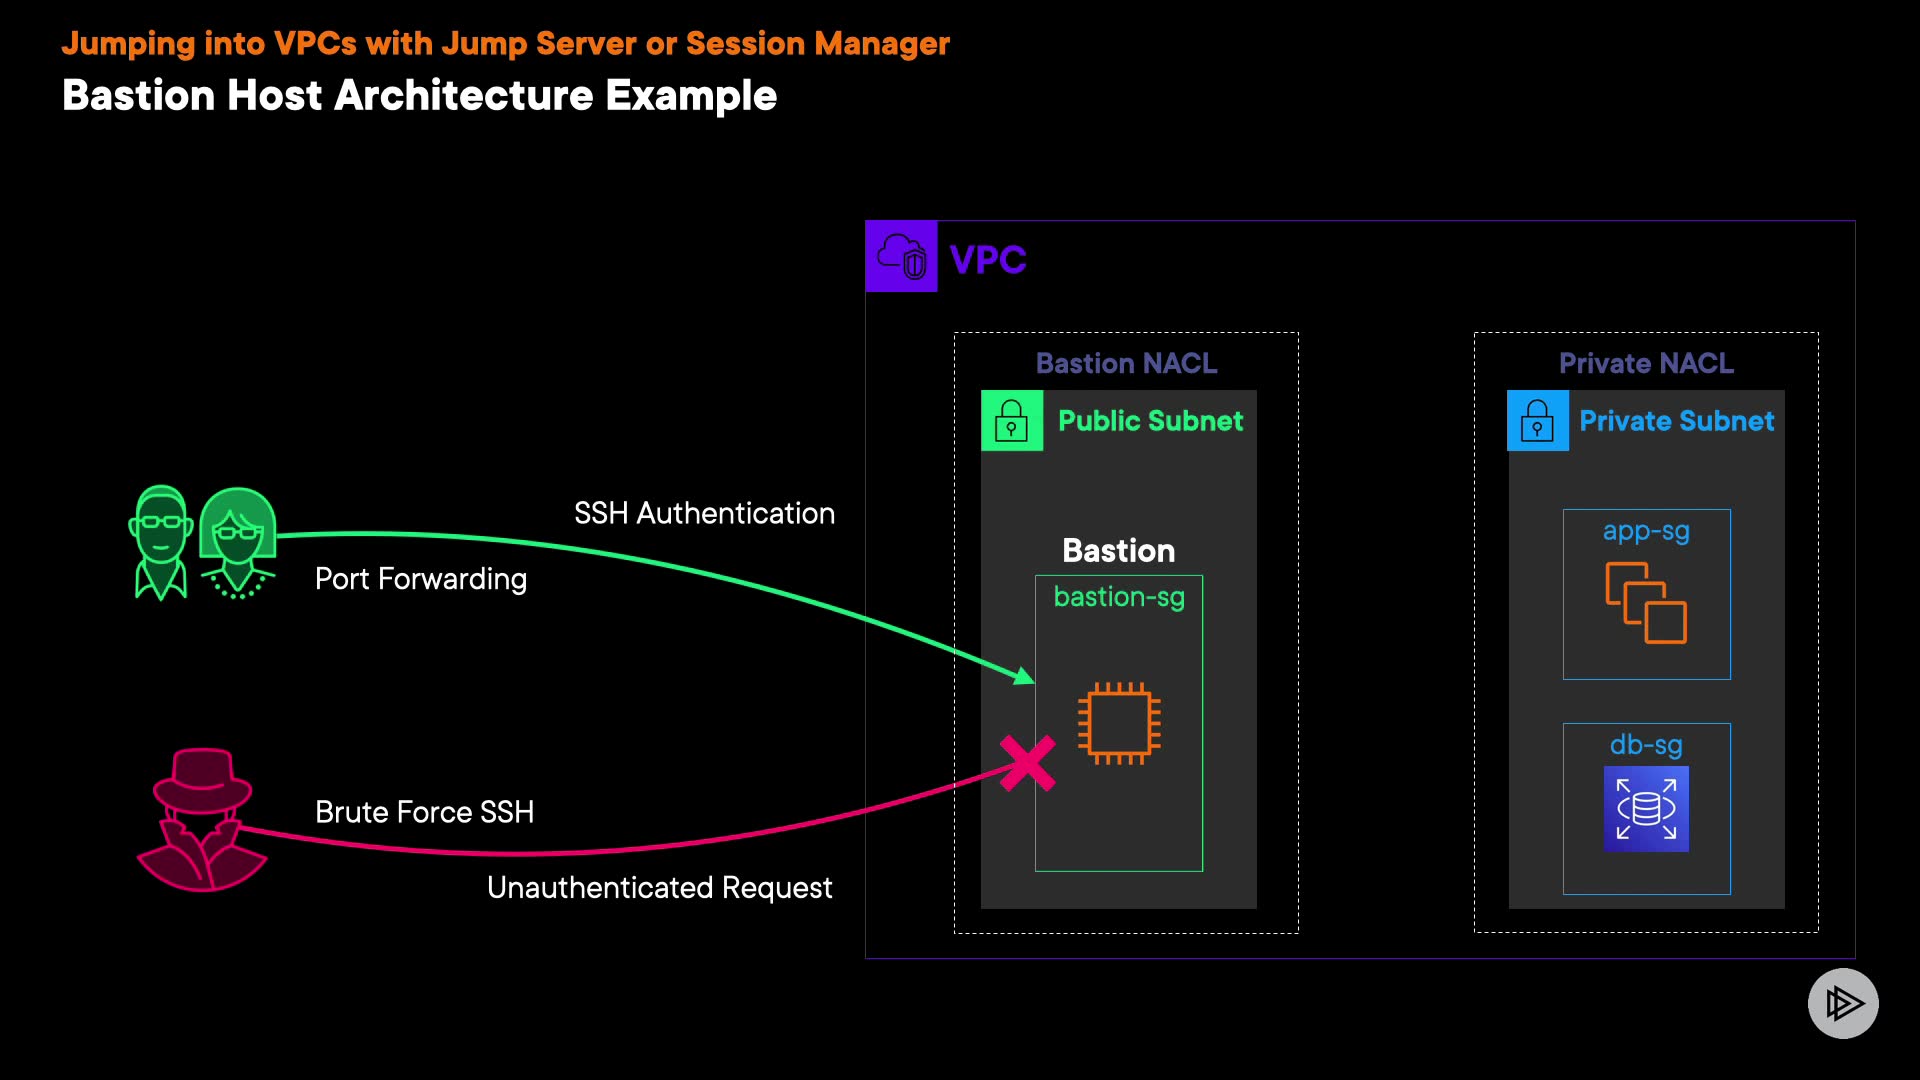 Jumping into VPCs with Jump Server or Session Manager
Bastion Host Architecture Example
VPC
Bastion NACL
Public Subnet
Bastion
bastion-sg
Private NACL
Private Subnet
app-sg
db-sg
SSH Authentication
Port Forwarding
Brute Force SSH
Unauthenticated Request